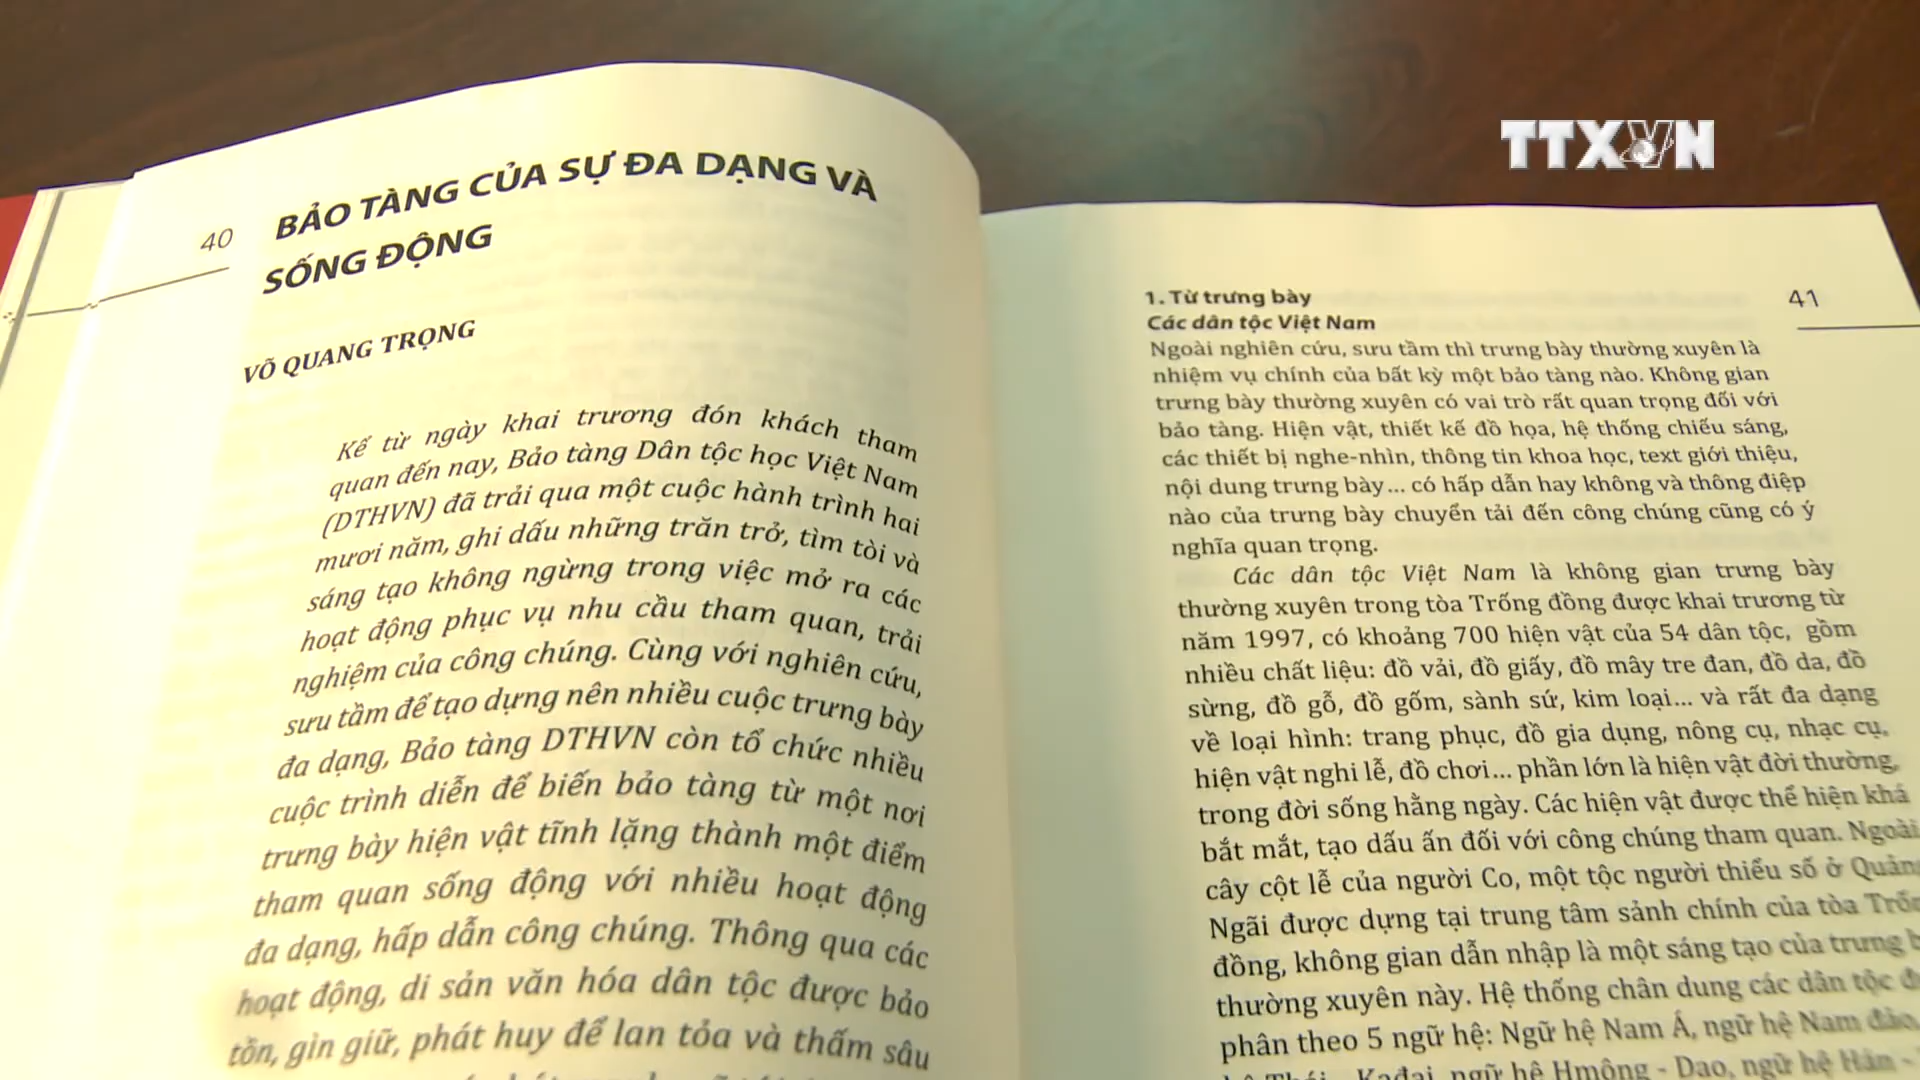 TTXVN
40
BẢO TÀNG CỦA SỰ ĐA DẠNG VÀ
SỐNG ĐỘNG
VÕ QUANG TRỌNG
Kể từ ngày khai trương đón khách tham
quan đến nay, Bảo tàng Dân tộc học Việt Nam
(DTHVN) đã trải qua một cuộc hành trình hai
mươi năm, ghi dấu những trăn trở, tìm tòi và
sáng tạo không ngừng trong việc mở ra các
hoạt động phục vụ nhu cầu tham quan, trải
nghiệm của công chúng. Cùng với nghiên cứu,
sưu tầm để tạo dựng nên nhiều cuộc trưng bày
đa dạng, Bảo tàng DTHVN còn tổ chức nhiều
cuộc trình diễn để biến bảo tàng từ một nơi
trưng bày hiện vật tĩnh lặng thành một điểm
tham quan sống động với nhiều hoạt động
đa dạng, hấp dẫn công chúng. Thông qua các
hoạt động, di sản văn hóa dân tộc được bảo
tồn, gìn giữ, phát huy để lan tỏa và thấm sâu
41
1. Từ trưng bày
Các dân tộc Việt Nam
Ngoài nghiên cứu, sưu tầm thì trưng bày thường xuyên là
nhiệm vụ chính của bất kỳ một bảo tàng nào. Không gian
trưng bày thường xuyên có vai trò rất quan trọng đối với
bảo tàng. Hiện vật, thiết kế đồ họa, hệ thống chiếu sáng,
các thiết bị nghe-nhìn, thông tin khoa học, text giới thiệu,
nội dung trưng bày... có hấp dẫn hay không và thông điệp
nào của trưng bày chuyển tải đến công chúng cũng có ý
nghĩa quan trọng.
Các dân tộc Việt Nam là không gian trưng bày
thường xuyên trong tòa Trống đồng được khai trương từ
năm 1997, có khoảng 700 hiện vật của 54 dân tộc, gồm
nhiều chất liệu: đồ vải, đồ giấy, đồ mây tre đan, đồ da, đồ
sừng, đồ gỗ, đồ gốm, sành sứ, kim loại... và rất đa dạng
về loại hình: trang phục, đồ gia dụng, nông cụ, nhạc cụ,
hiện vật nghi lễ, đồ chơi... phần lớn là hiện vật đời thường,
trong đời sống hằng ngày. Các hiện vật được thể hiện khá
bắt mắt, tạo dấu ấn đối với công chúng tham quan. Ngoài
cây cột lễ của người Co, một tộc người thiểu số ở Quảng
Ngãi được dựng tại trung tâm sảnh chính của tòa Trống
đồng, không gian dẫn nhập là một sáng tạo của trưng
thường xuyên này. Hệ thống chân dung các dân tộc
phân theo 5 ngữ hệ: Ngữ hệ Nam Á, ngữ hệ Nam đảo,
Thái - Kađai, ngữ hệ Hmông - Dao, ngữ hệ Hán -